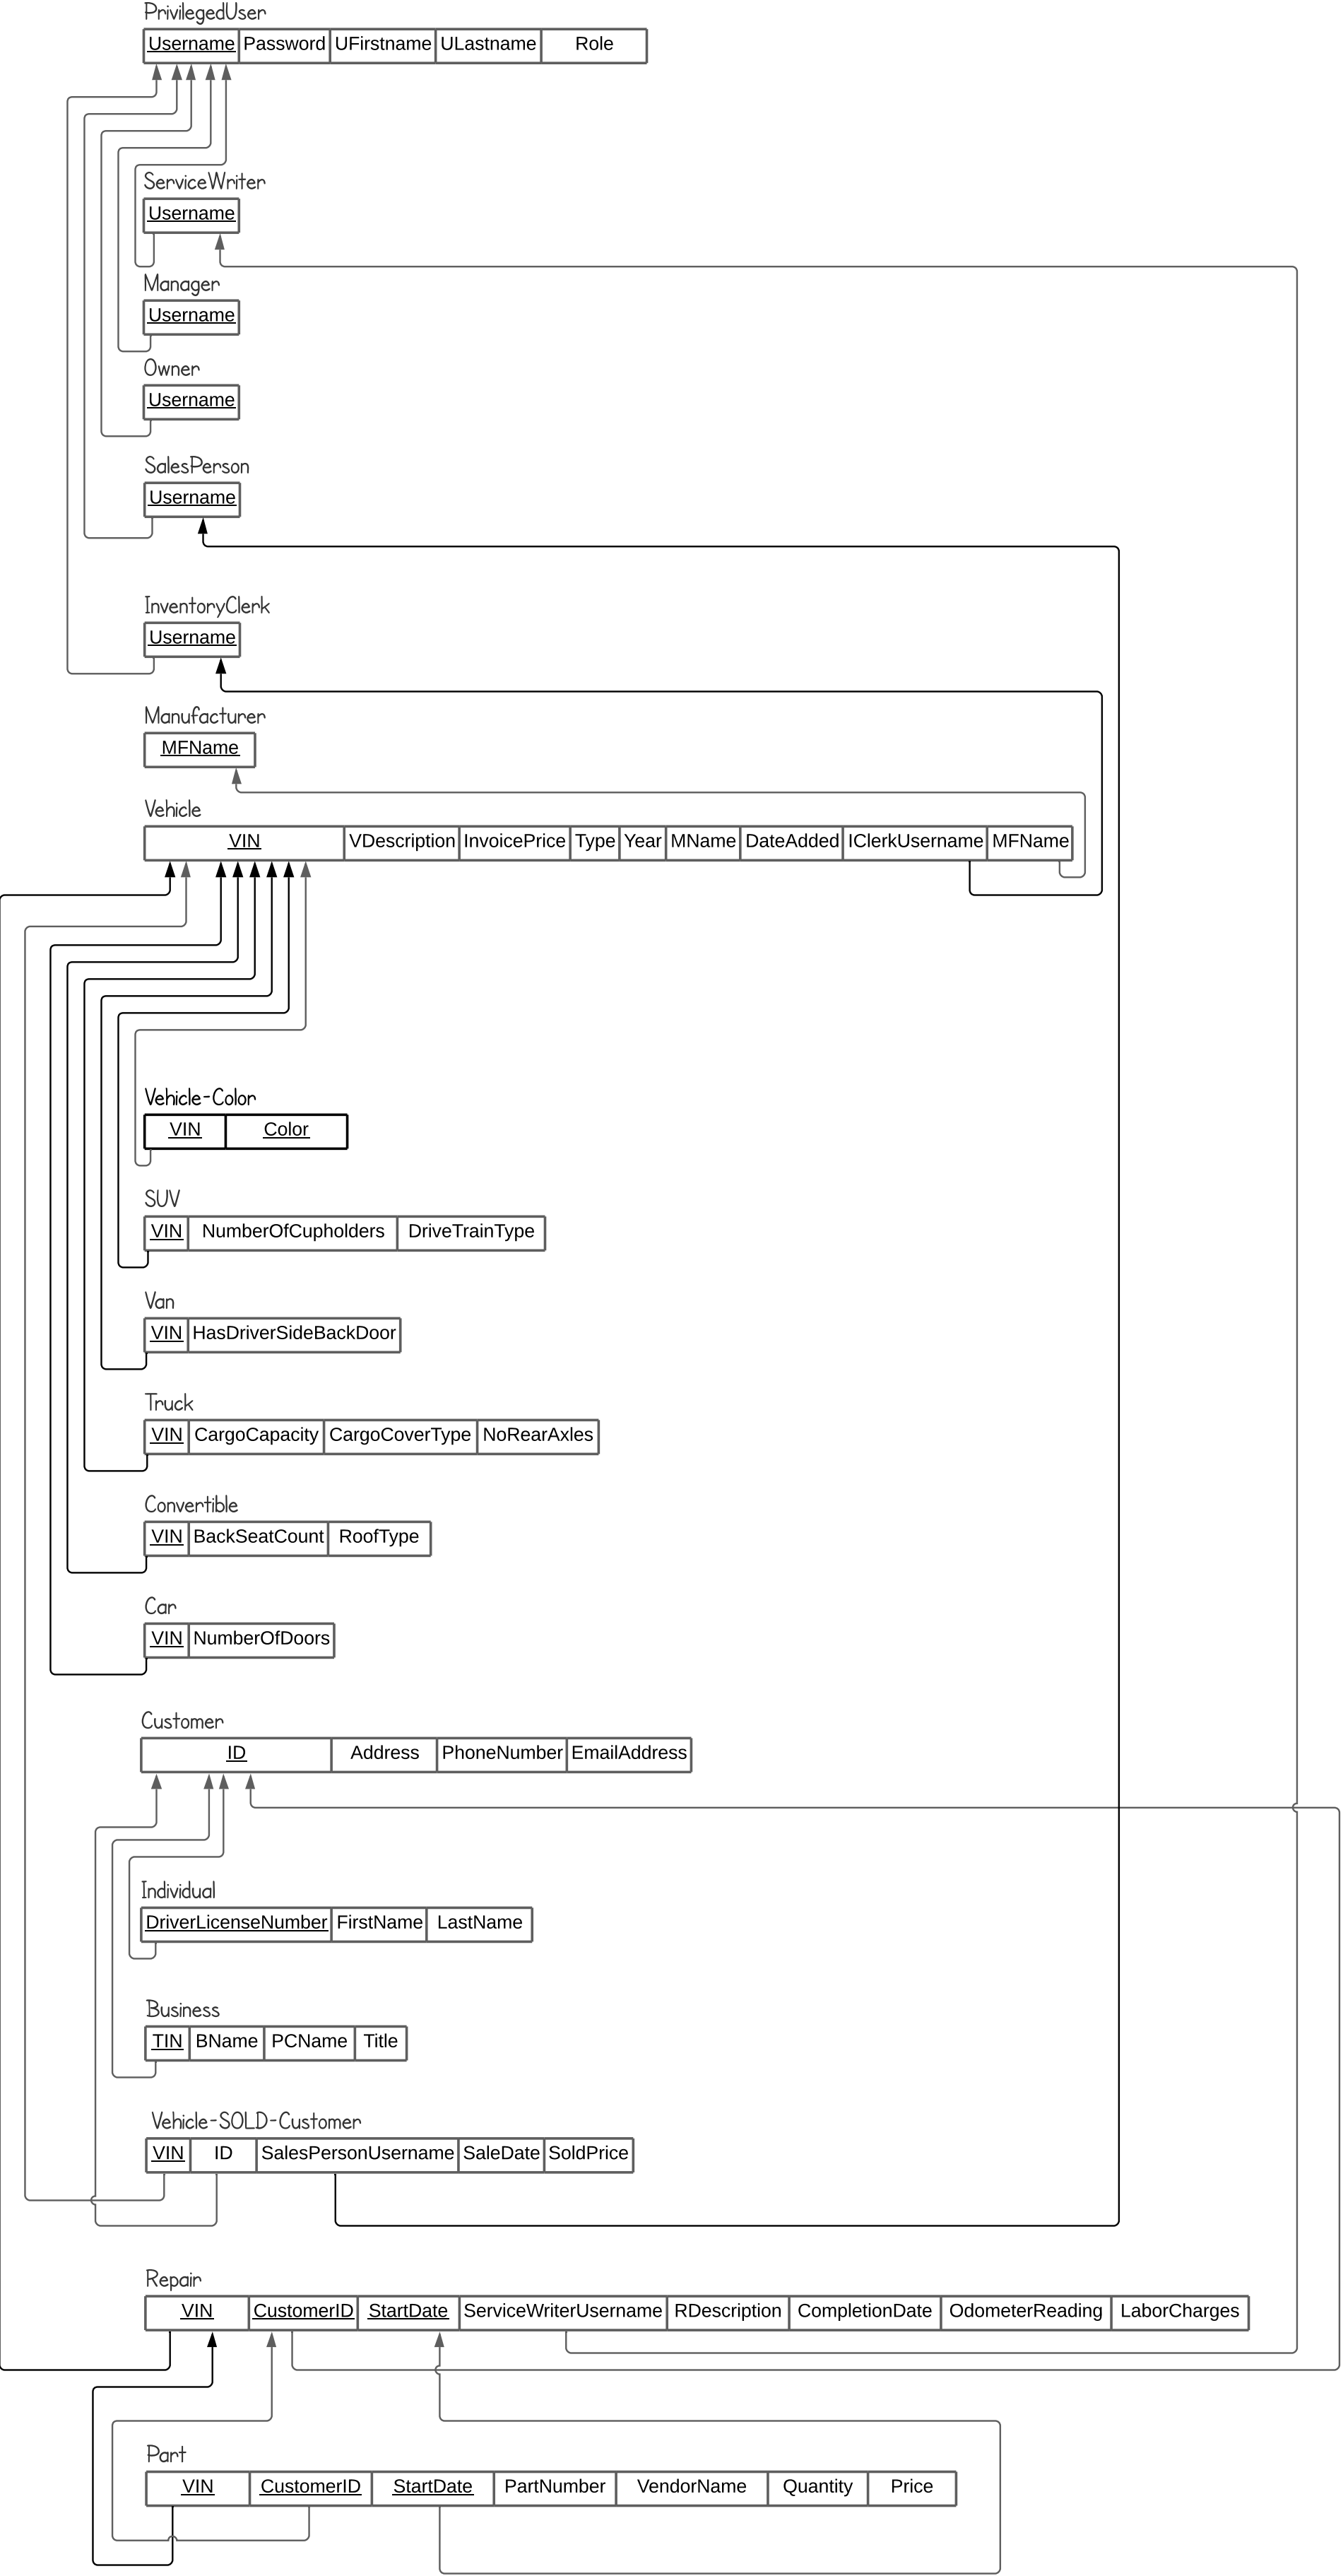 PrivilegedUser
Username Password UFirstname ULastname Role
ServiceWriter
Username
Manager
Username
Owner
Username
SalesPerson
Username
InventoryClerk
Username
Manufacturer
MFName
Vehicle
VIN VDescription InvoicePrice Type Year MName DateAdded IClerkUsername MFName
Vehicle-Color
VIN Color
SUV
VIN NumberOfCupholders DriveTrainType
Van
VIN HasDriverSideBackDoor
Truck
VIN CargoCapacity CargoCoverType NoRearAxles
Convertible
VIN BackSeatCount RoofType
Car
VIN NumberOfDoors
Customer
ID Address PhoneNumber EmailAddress
Individual
DriverLicenseNumber FirstName LastName
Business
TIN BName PCName Title
Vehicle-SOLD-Customer
VIN ID SalesPersonUsername SaleDate SoldPrice
Repair
VIN CustomerID StartDate ServiceWriterUsername RDescription CompletionDate OdometerReading LaborCharges
Part
VIN CustomerID StartDate PartNumber VendorName Quantity Price